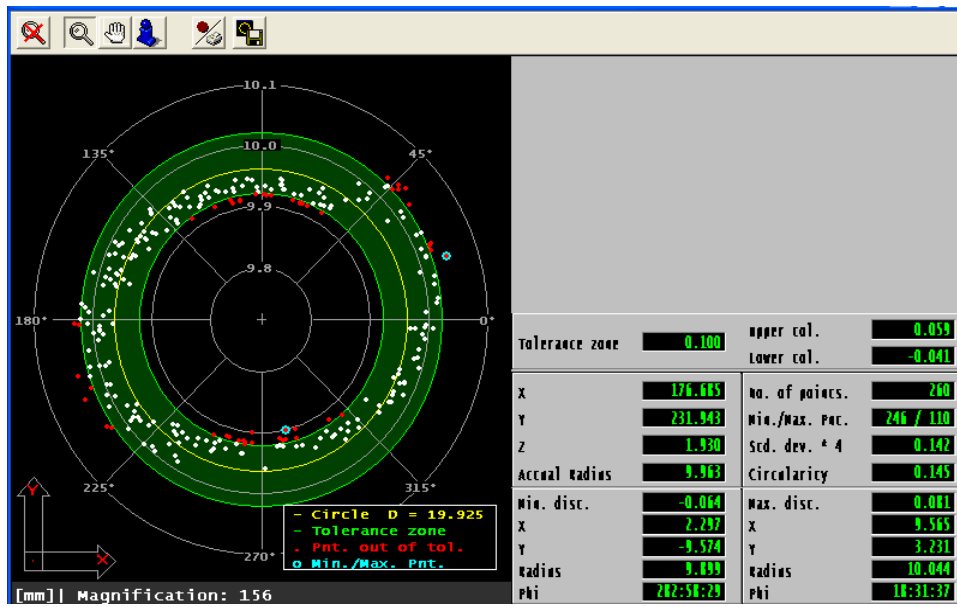 10.1
10.0
9.9
9.8
135°
45°
180°
0°
225°
315°
270°
Y
X
– Circle D = 19.925
– Tolerance zone
. Pnt. out of tol.
o Min./Max. Pnt.
[mm]| Magnification: 156
Tolerance zone 0.100
upper tol. 0.059
Lower tol. -0.041
X 176.685
Y 231.943
Z 1.930
Actual Radius 9.963
No. of points. 260
Min./Max. Pnt. 246 / 110
Std. dev. * 4 0.142
Circularity 0.145
Min. disc. -0.064
X 2.297
Y -9.574
Radius 9.899
Phi 282:58:29
Max. disc. 0.081
X 9.565
Y 3.231
Radius 10.044
Phi 18:31:37